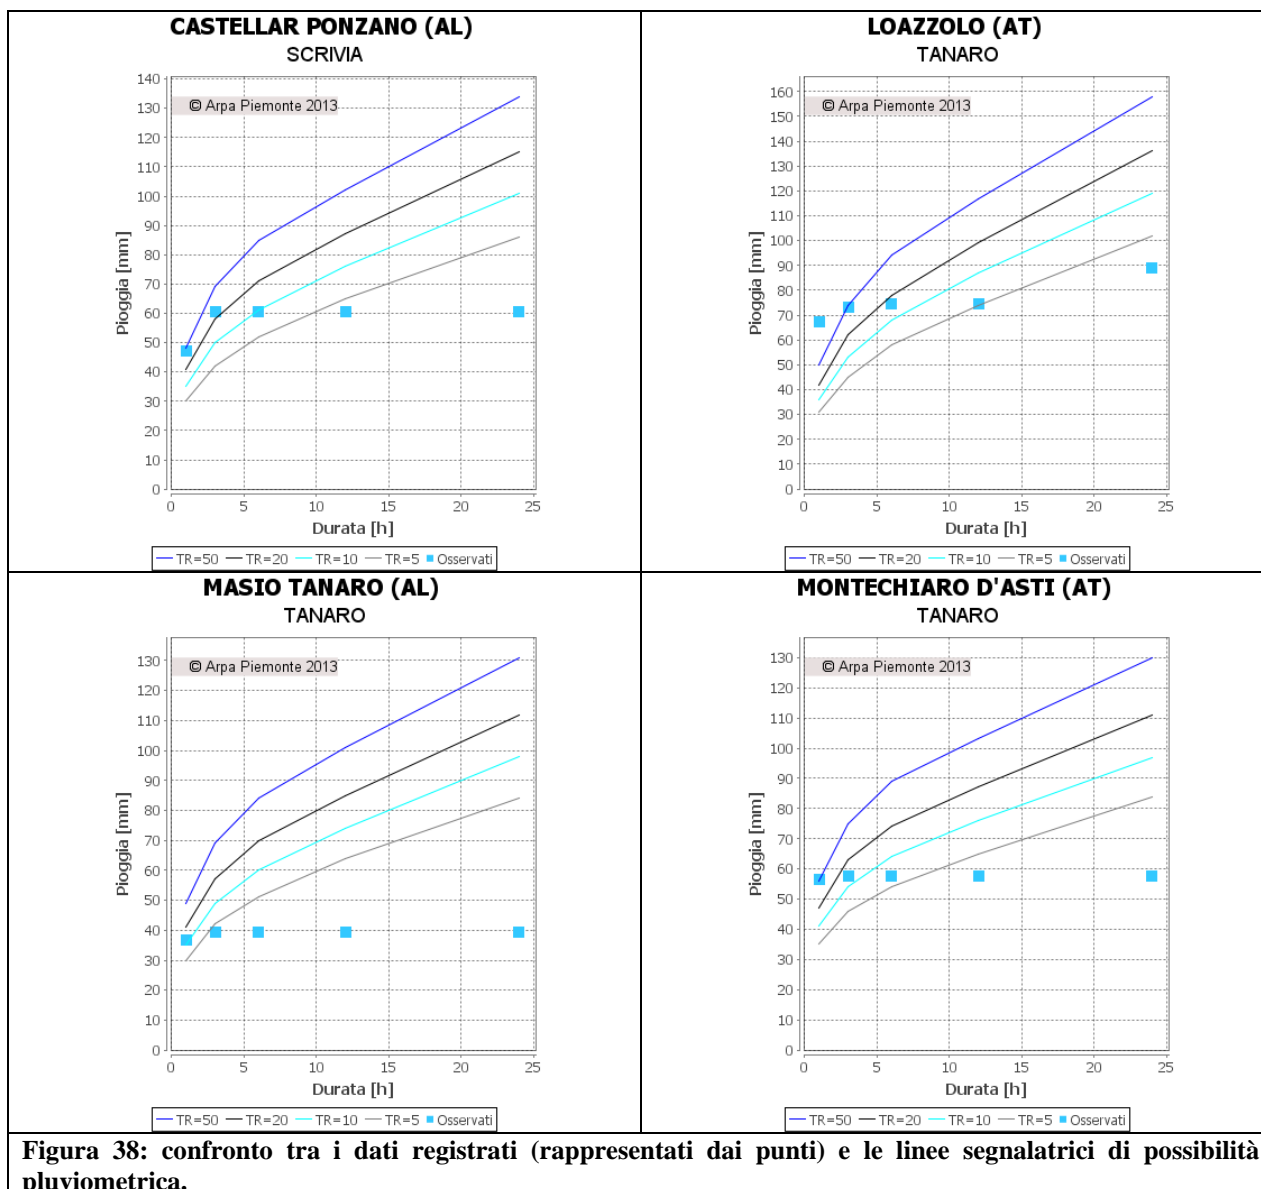 CASTELLAR PONZANO (AL)
SCRIVIA
© Arpa Piemonte 2013
Pioggia [mm]
140
130
120
110
100
90
80
70
60
50
40
30
20
10
0
0 5 10 15 20 25
Durata [h]
TR=50 TR=20 TR=10 TR=5 Osservati
LOAZZOLO (AT)
TANARO
© Arpa Piemonte 2013
Pioggia [mm]
160
150
140
130
120
110
100
90
80
70
60
50
40
30
20
10
0
0 5 10 15 20 25
Durata [h]
TR=50 TR=20 TR=10 TR=5 Osservati
MASIO TANARO (AL)
TANARO
© Arpa Piemonte 2013
Pioggia [mm]
130
120
110
100
90
80
70
60
50
40
30
20
10
0
0 5 10 15 20 25
Durata [h]
TR=50 TR=20 TR=10 TR=5 Osservati
MONTECHIARO D'ASTI (AT)
TANARO
© Arpa Piemonte 2013
Pioggia [mm]
130
120
110
100
90
80
70
60
50
40
30
20
10
0
0 5 10 15 20 25
Durata [h]
TR=50 TR=20 TR=10 TR=5 Osservati
Figura 38: confronto tra i dati registrati (rappresentati dai punti) e le linee segnalatrici di possibilità
pluviometrica.